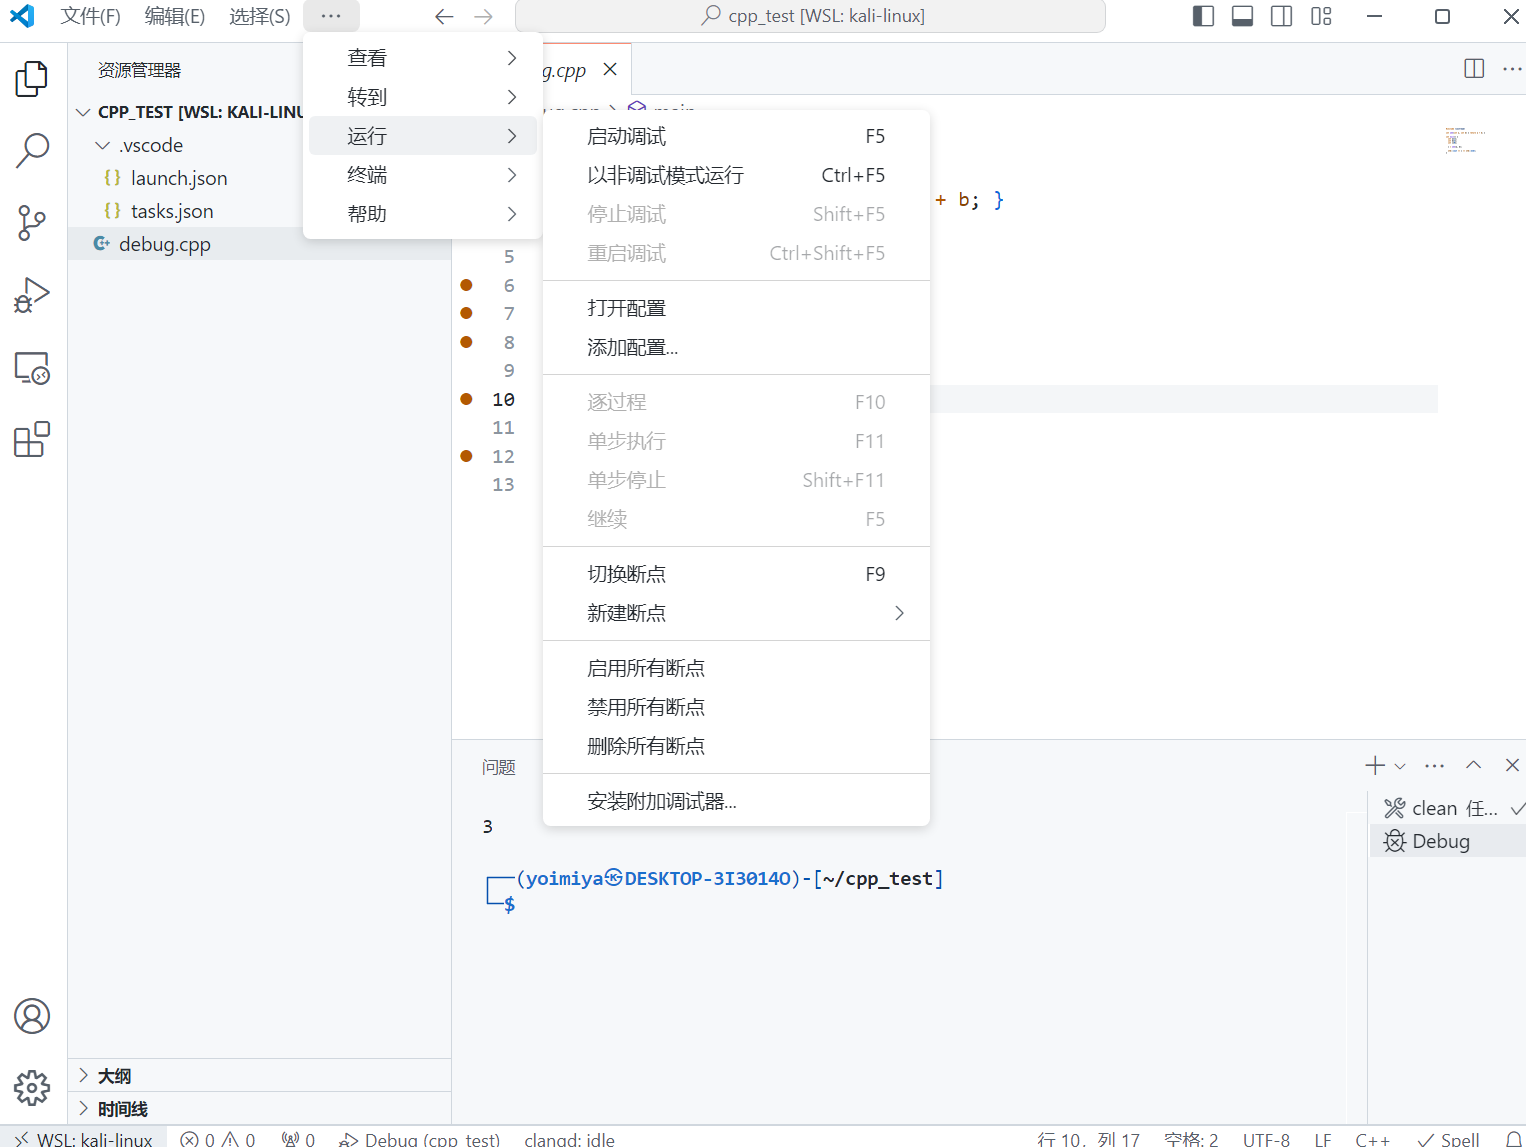 文件(F) 编辑(E) 选择(S) ··· cpp_test [WSL: kali-linux]
资源管理器
CPP_TEST [WSL: KALI-LINU
.vscode
launch.json
tasks.json
debug.cpp
查看
转到
运行
终端
帮助
g.cpp
启动调试 F5
以非调试模式运行 Ctrl+F5
停止调试 Shift+F5
重启调试 Ctrl+Shift+F5
打开配置
添加配置...
逐过程 F10
单步执行 F11
单步停止 Shift+F11
继续 F5
切换断点 F9
新建断点
启用所有断点
禁用所有断点
删除所有断点
安装附加调试器...
+ b; }
5
6
7
8
9
10
11
12
13
问题
3
(yoimiya㉿DESKTOP-3I3014O)-[~/cpp_test]
$
clean 任...
Debug
大纲
时间线
WSL: kali-linux 0 0 0 Debug (cpp_test) clangd: idle 行 10，列 17 空格: 2 UTF-8 LF C++ Spell